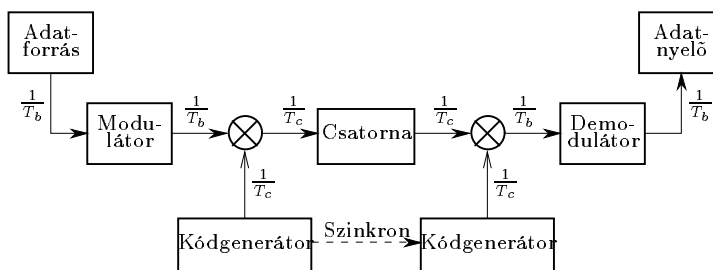 Adat-
forrás
Adat-
nyelõ
1/T_b
1/T_b
1/T_c
1/T_c
1/T_b
1/T_b
Modu-
látor
Csatorna
Demo-
dulátor
1/T_c
1/T_c
Kódgenerátor
Szinkron
Kódgenerátor